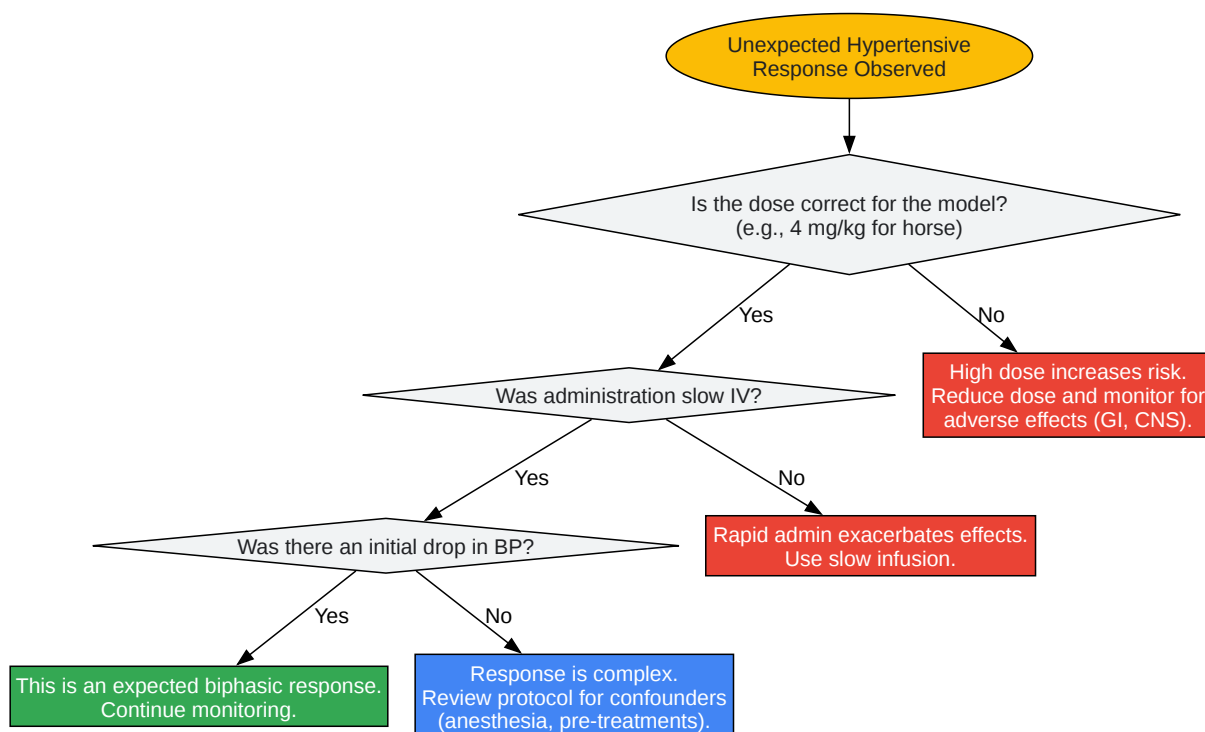 Unexpected Hypertensive
Response Observed
Is the dose correct for the model?
(e.g., 4 mg/kg for horse)
Yes
No
High dose increases risk.
Reduce dose and monitor for
adverse effects (GI, CNS).
Was administration slow IV?
Yes
No
Rapid admin exacerbates effects.
Use slow infusion.
Was there an initial drop in BP?
Yes
No
This is an expected biphasic response.
Continue monitoring.
Response is complex.
Review protocol for confounders
(anesthesia, pre-treatments).